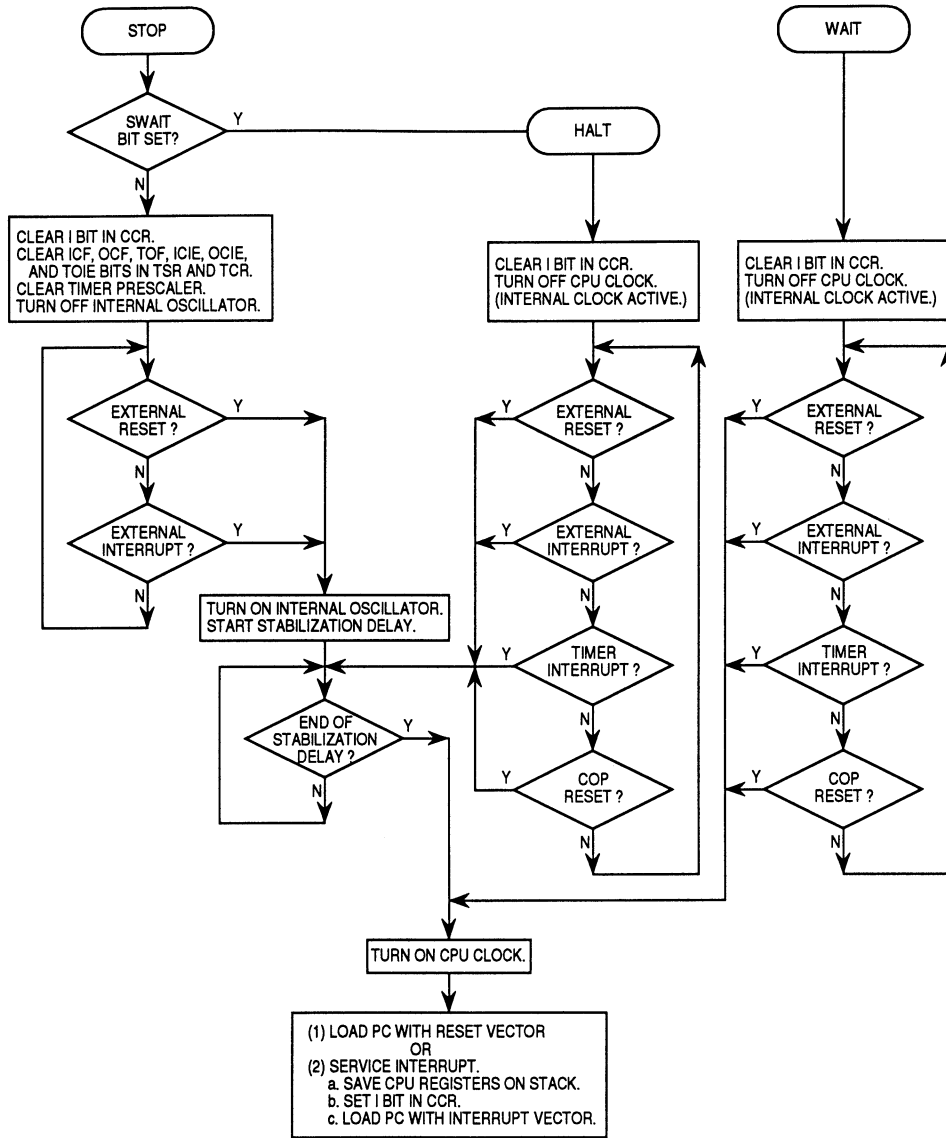 STOP
SWAIT
BIT SET?
Y
N
CLEAR I BIT IN CCR.
CLEAR ICF, OCF, TOF, ICIE, OCIE,
AND TOIE BITS IN TSR AND TCR.
CLEAR TIMER PRESCALER.
TURN OFF INTERNAL OSCILLATOR.
EXTERNAL
RESET ?
Y
N
EXTERNAL
INTERRUPT ?
Y
N
TURN ON INTERNAL OSCILLATOR.
START STABILIZATION DELAY.
END OF
STABILIZATION
DELAY ?
Y
N
HALT
CLEAR I BIT IN CCR.
TURN OFF CPU CLOCK.
(INTERNAL CLOCK ACTIVE.)
EXTERNAL
RESET ?
Y
N
EXTERNAL
INTERRUPT ?
Y
N
TIMER
INTERRUPT ?
Y
N
COP
RESET ?
Y
N
WAIT
CLEAR I BIT IN CCR.
TURN OFF CPU CLOCK.
(INTERNAL CLOCK ACTIVE.)
EXTERNAL
RESET ?
Y
N
EXTERNAL
INTERRUPT ?
Y
N
TIMER
INTERRUPT ?
Y
N
COP
RESET ?
Y
N
TURN ON CPU CLOCK.
(1) LOAD PC WITH RESET VECTOR
OR
(2) SERVICE INTERRUPT.
a. SAVE CPU REGISTERS ON STACK.
b. SET I BIT IN CCR.
c. LOAD PC WITH INTERRUPT VECTOR.